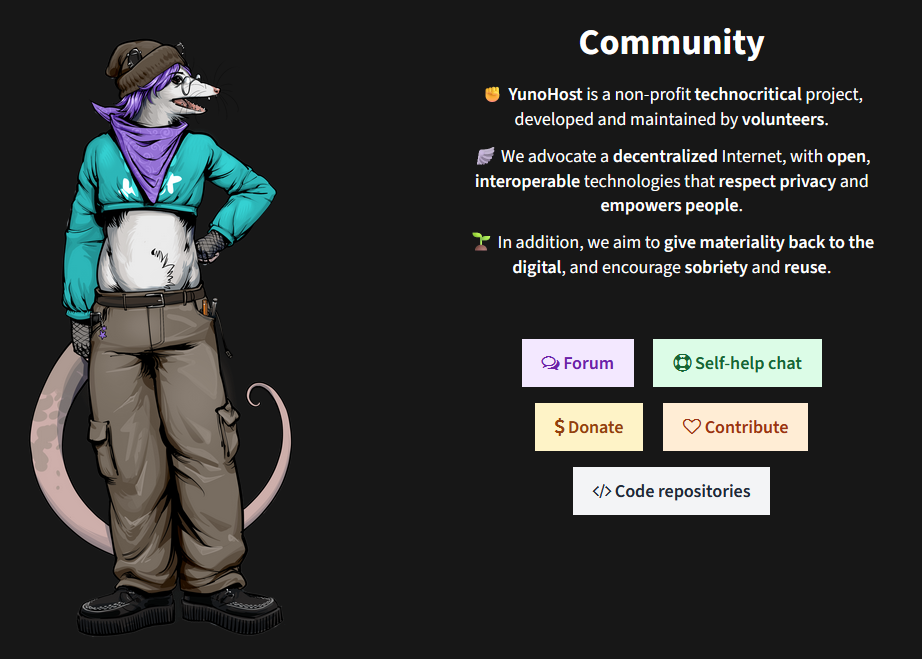 Community
✊ YunoHost is a non-profit technocritical project,
developed and maintained by volunteers.
We advocate a decentralized Internet, with open,
interoperable technologies that respect privacy and
empowers people.
🌱 In addition, we aim to give materiality back to the
digital, and encourage sobriety and reuse.
Forum
Self-help chat
$ Donate
Contribute
</> Code repositories